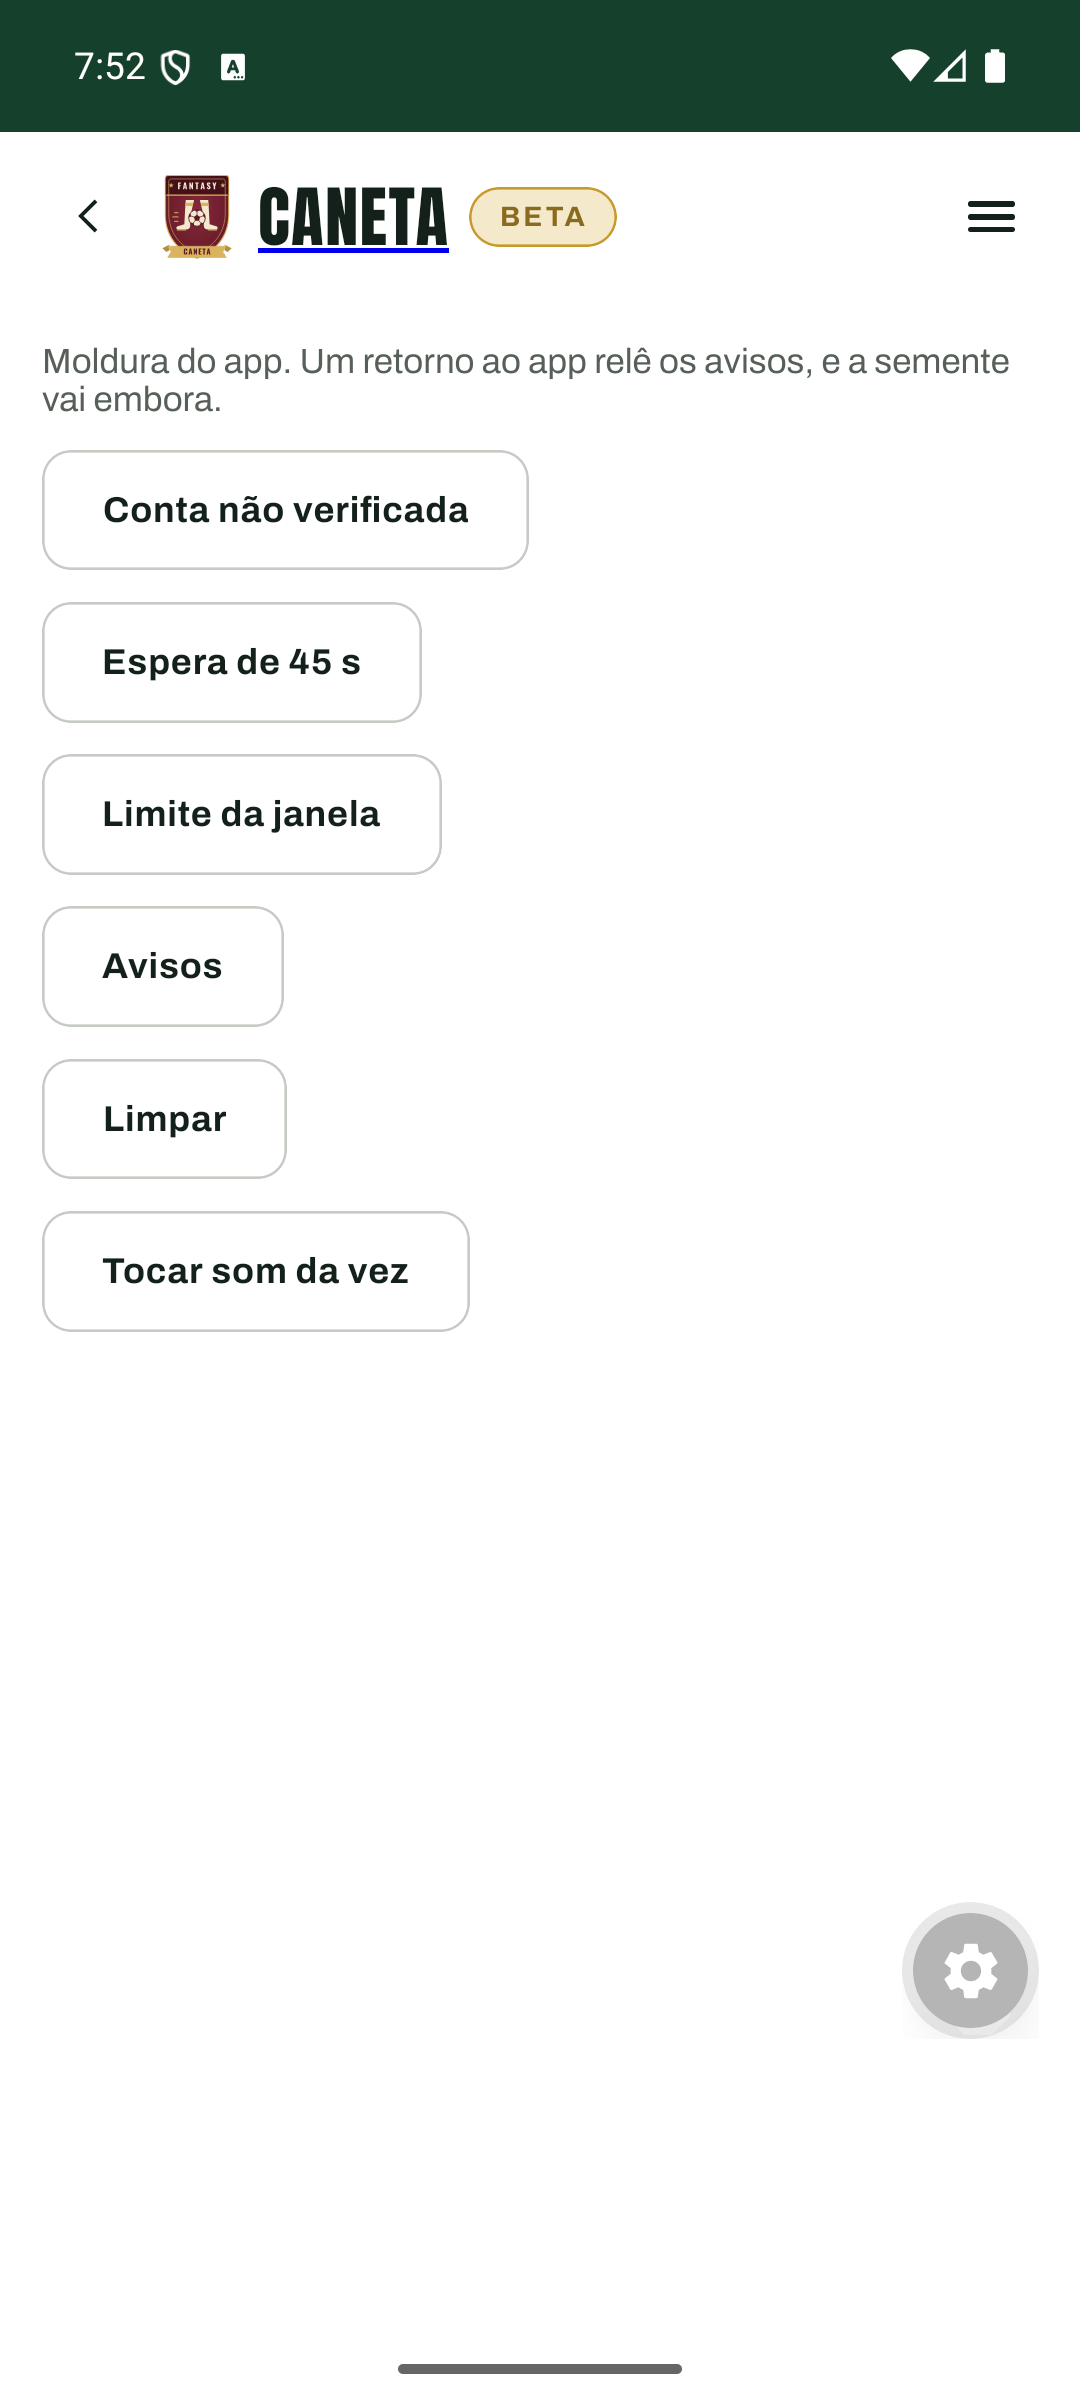 7:52
FANTASY
CANETA
CANETA
BETA
Moldura do app. Um retorno ao app relê os avisos, e a semente
vai embora.
Conta não verificada
Espera de 45 s
Limite da janela
Avisos
Limpar
Tocar som da vez